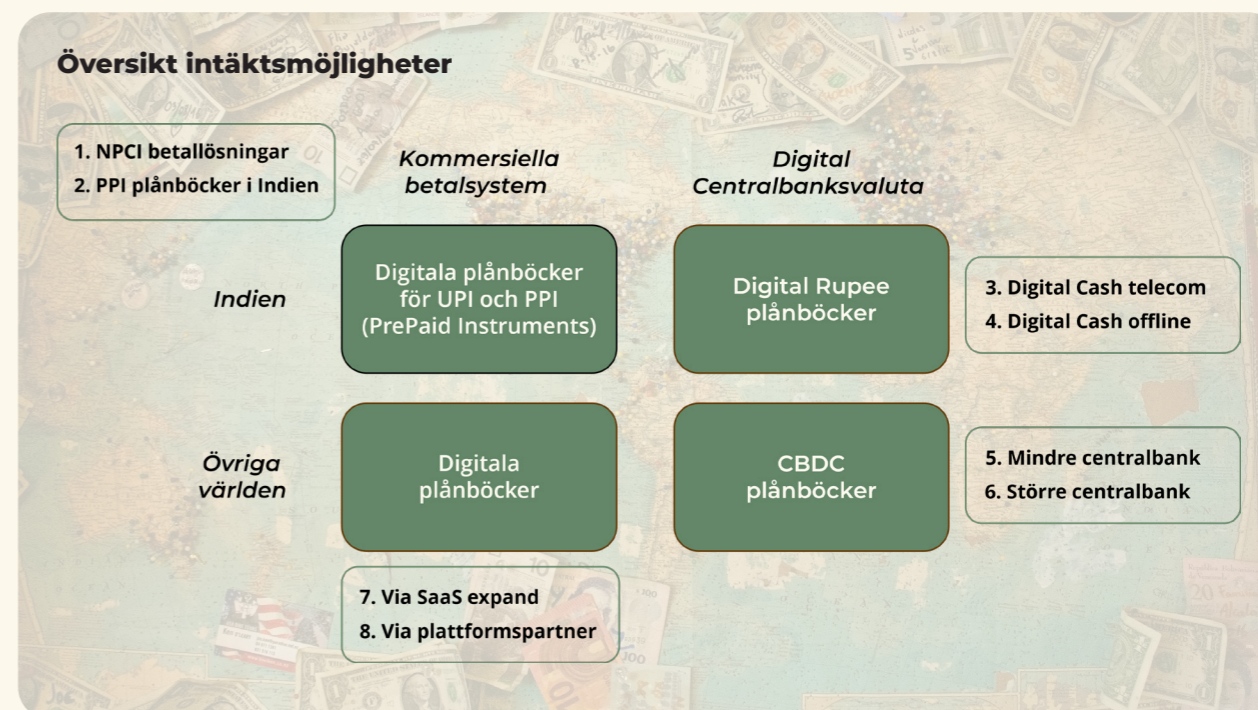 Översikt intäktsmöjligheter
1. NPCI betallösningar
2. PPI plånböcker i Indien
Kommersiella
betalsystem
Digital
Centralbanksvaluta
Indien
Digitala plånböcker
för UPI och PPI
(PrePaid Instruments)
Digital Rupee
plånböcker
3. Digital Cash telecom
4. Digital Cash offline
Övriga
världen
Digitala
plånböcker
CBDC
plånböcker
5. Mindre centralbank
6. Större centralbank
7. Via SaaS expand
8. Via plattformspartner